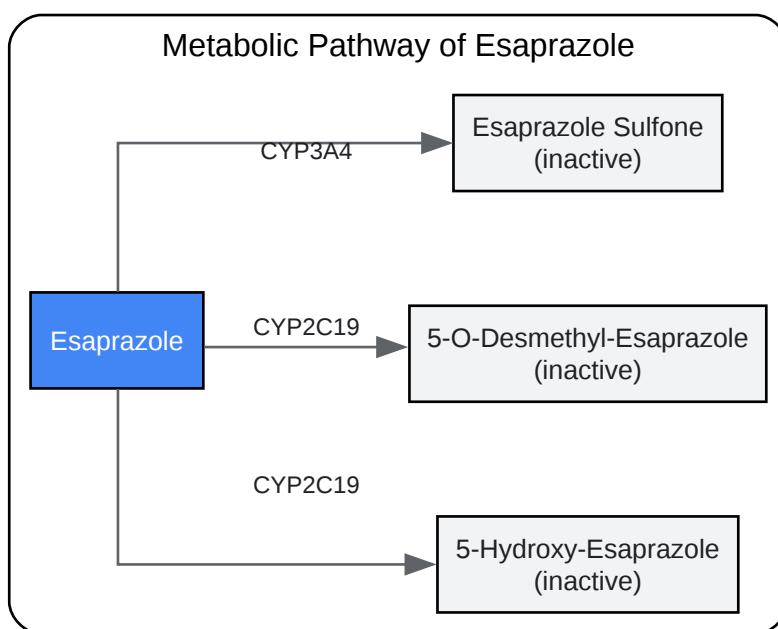 Metabolic Pathway of Esaprazole
Esaprazole Sulfone
(inactive)
CYP3A4
Esaprazole
CYP2C19
5-O-Desmethyl-Esaprazole
(inactive)
CYP2C19
5-Hydroxy-Esaprazole
(inactive)